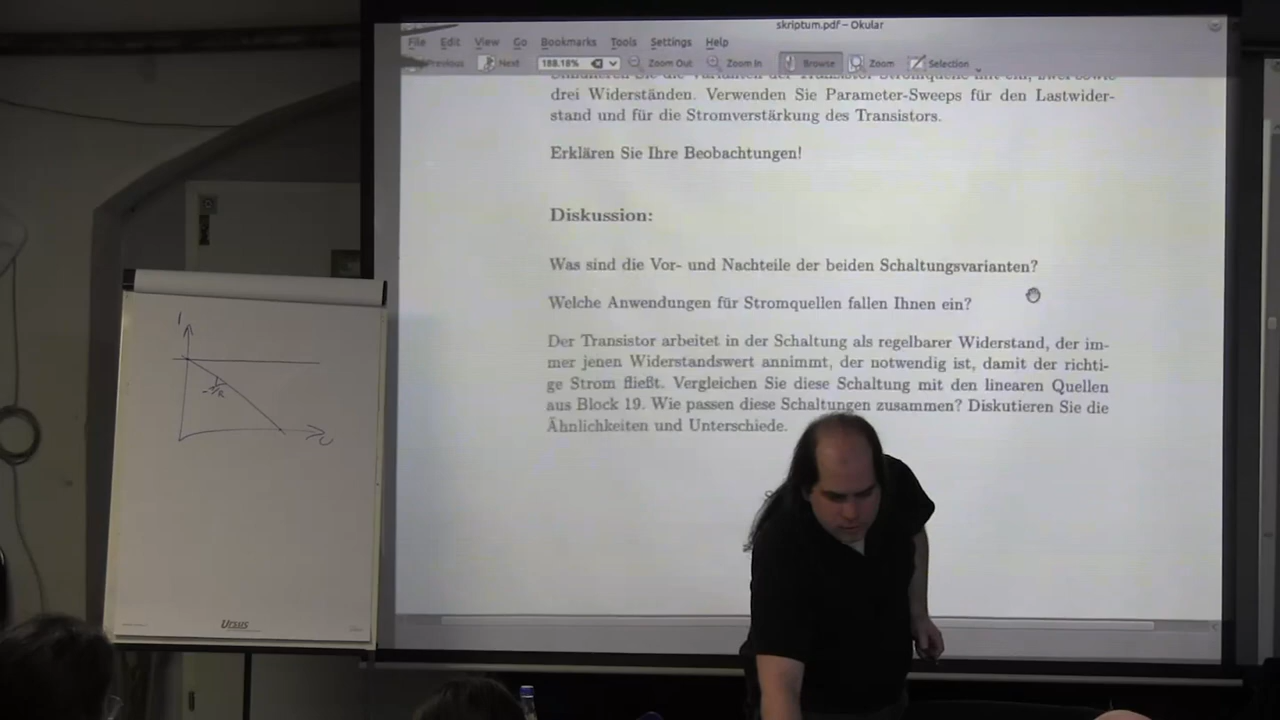 skriptum.pdf – Okular
File Edit View Go Bookmarks Tools Settings Help
Previous Next 188.18% Zoom Out Zoom In Browse Zoom Selection
drei Widerständen. Verwenden Sie Parameter-Sweeps für den Lastwider-
stand und für die Stromverstärkung des Transistors.
Erklären Sie Ihre Beobachtungen!
Diskussion:
Was sind die Vor- und Nachteile der beiden Schaltungsvarianten?
Welche Anwendungen für Stromquellen fallen Ihnen ein?
Der Transistor arbeitet in der Schaltung als regelbarer Widerstand, der im-
mer jenen Widerstandswert annimmt, der notwendig ist, damit der richti-
ge Strom fließt. Vergleichen Sie diese Schaltung mit den linearen Quellen
aus Block 19. Wie passen diese Schaltungen zusammen? Diskutieren Sie die
Ähnlichkeiten und Unterschiede.
I
U
Ursus